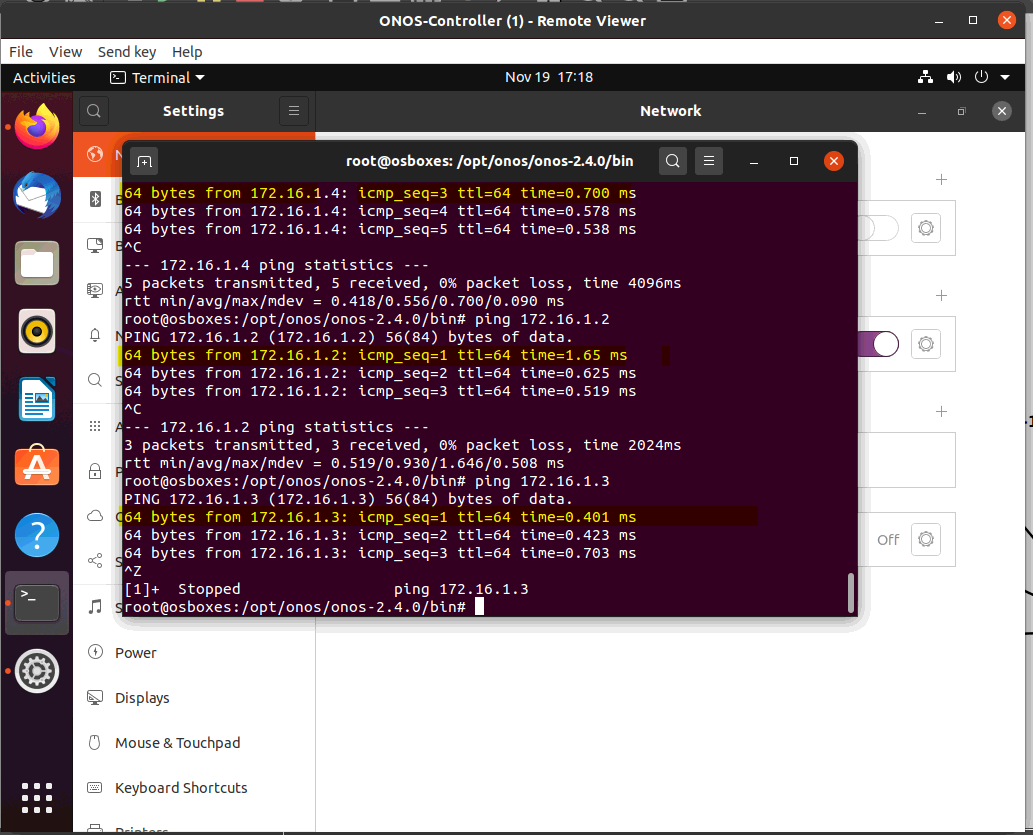 ONOS-Controller (1) - Remote Viewer
File View Send key Help
Activities Terminal Nov 19 17:18
Settings Network
root@osboxes: /opt/onos/onos-2.4.0/bin
64 bytes from 172.16.1.4: icmp_seq=3 ttl=64 time=0.700 ms
64 bytes from 172.16.1.4: icmp_seq=4 ttl=64 time=0.578 ms
64 bytes from 172.16.1.4: icmp_seq=5 ttl=64 time=0.538 ms
^C
--- 172.16.1.4 ping statistics ---
5 packets transmitted, 5 received, 0% packet loss, time 4096ms
rtt min/avg/max/mdev = 0.418/0.556/0.700/0.090 ms
root@osboxes:/opt/onos/onos-2.4.0/bin# ping 172.16.1.2
PING 172.16.1.2 (172.16.1.2) 56(84) bytes of data.
64 bytes from 172.16.1.2: icmp_seq=1 ttl=64 time=1.65 ms
64 bytes from 172.16.1.2: icmp_seq=2 ttl=64 time=0.625 ms
64 bytes from 172.16.1.2: icmp_seq=3 ttl=64 time=0.519 ms
^C
--- 172.16.1.2 ping statistics ---
3 packets transmitted, 3 received, 0% packet loss, time 2024ms
rtt min/avg/max/mdev = 0.519/0.930/1.646/0.508 ms
root@osboxes:/opt/onos/onos-2.4.0/bin# ping 172.16.1.3
PING 172.16.1.3 (172.16.1.3) 56(84) bytes of data.
64 bytes from 172.16.1.3: icmp_seq=1 ttl=64 time=0.401 ms
64 bytes from 172.16.1.3: icmp_seq=2 ttl=64 time=0.423 ms
64 bytes from 172.16.1.3: icmp_seq=3 ttl=64 time=0.703 ms
^Z
[1]+  Stopped                 ping 172.16.1.3
root@osboxes:/opt/onos/onos-2.4.0/bin#
Off
Power
Displays
Mouse & Touchpad
Keyboard Shortcuts
Printers